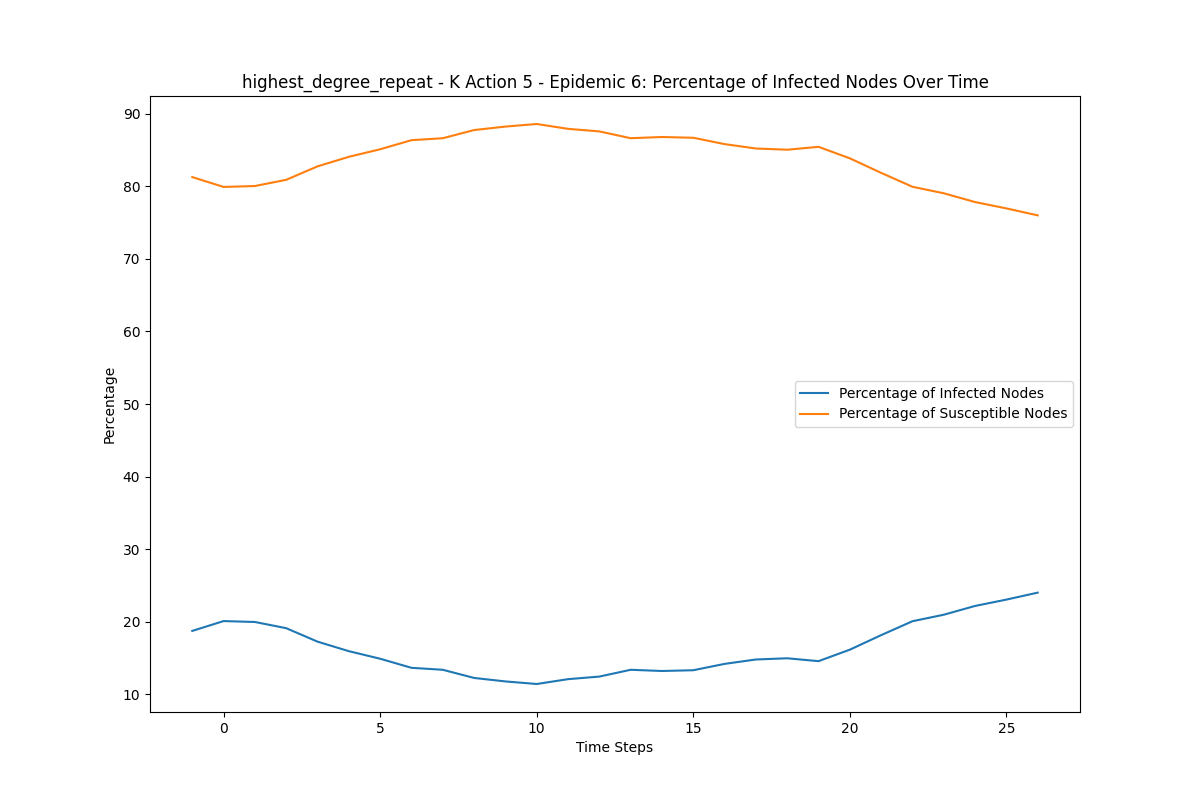 highest_degree_repeat - K Action 5 - Epidemic 6: Percentage of Infected Nodes Over Time
90
80
70
60
50
40
30
20
10
Percentage
Percentage of Infected Nodes
Percentage of Susceptible Nodes
0 5 10 15 20 25
Time Steps